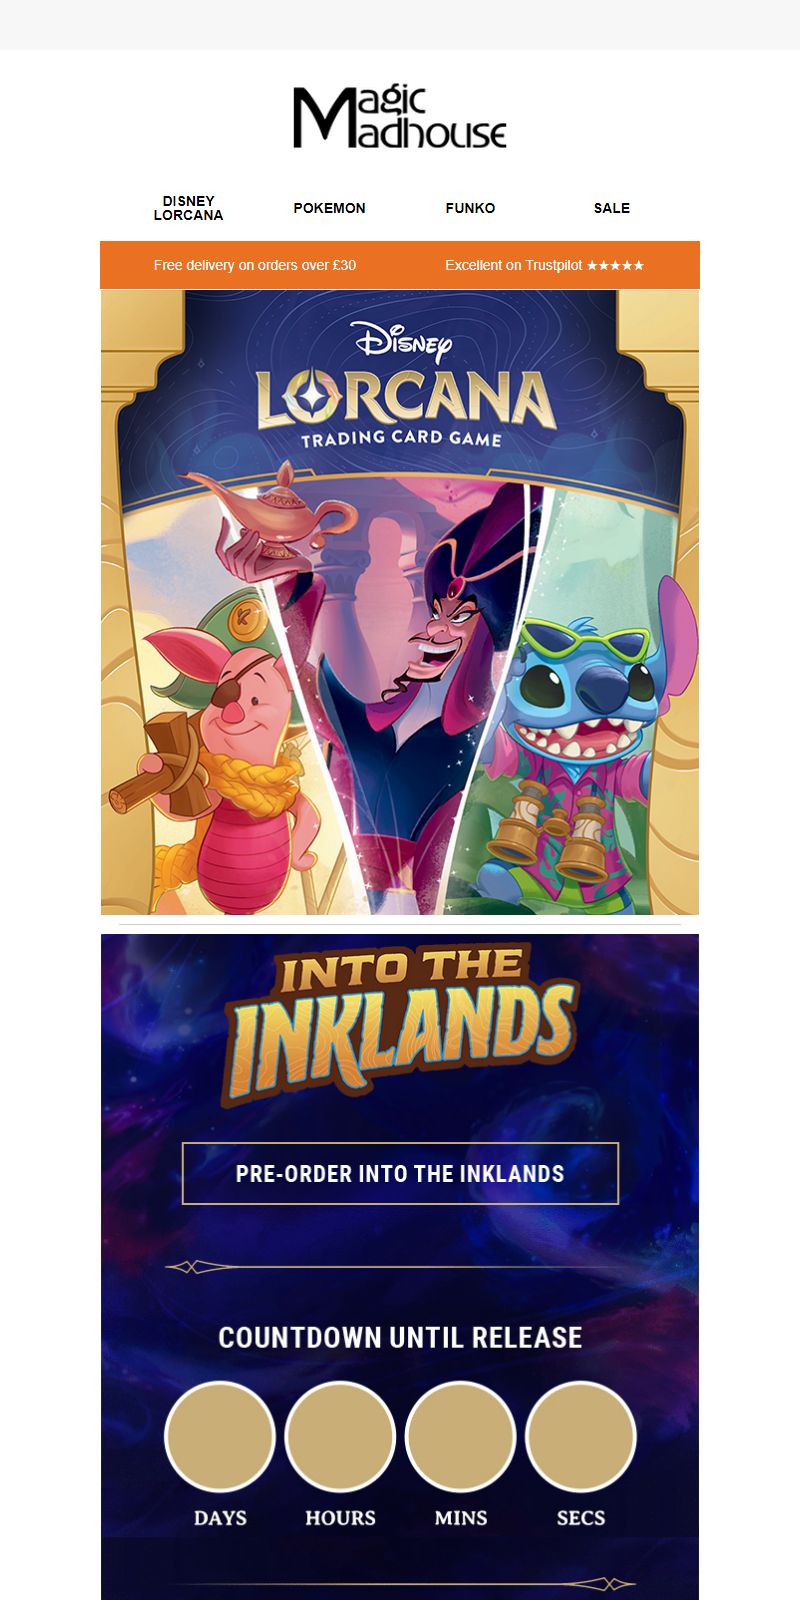 Magic
Madhouse
DISNEY
LORCANA
POKEMON
FUNKO
SALE
Free delivery on orders over £30
Excellent on Trustpilot ★★★★★
Disney
LORCANA
TRADING CARD GAME
INTO THE
INKLANDS
PRE-ORDER INTO THE INKLANDS
COUNTDOWN UNTIL RELEASE
DAYS HOURS MINS SECS